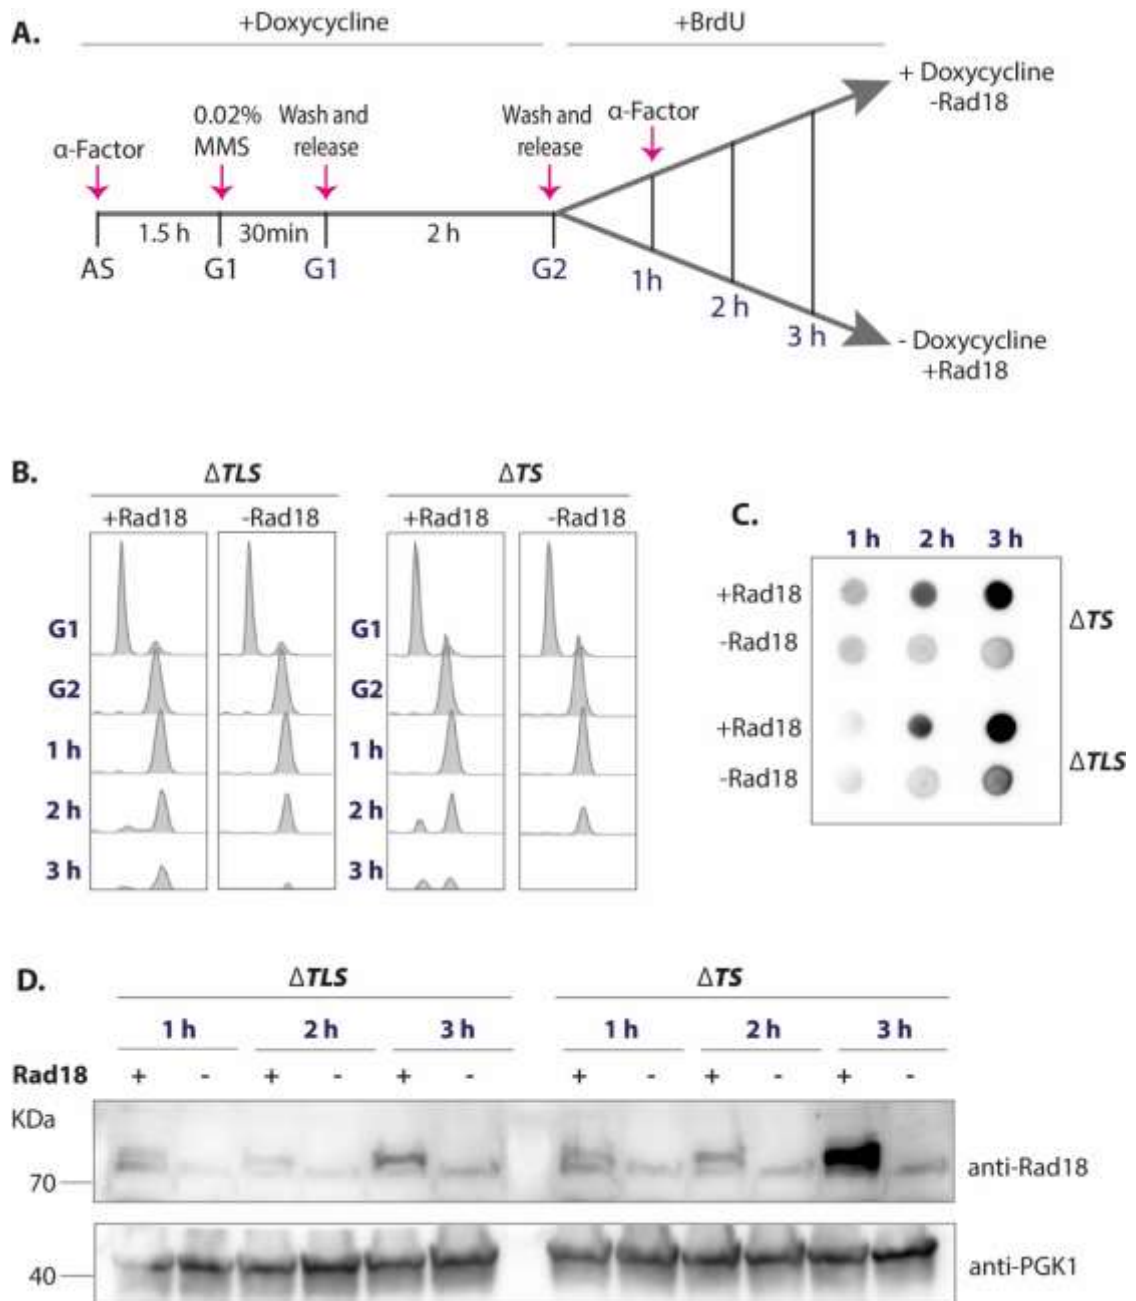 A.
+Doxycycline
+BrdU
α-Factor
0.02%
MMS
Wash and
release
Wash and
release
α-Factor
+ Doxycycline
-Rad18
1.5 h
30min
2 h
AS
G1
G1
G2
1h
2 h
3 h
- Doxycycline
+Rad18
B.
ΔTLS
ΔTS
+Rad18
-Rad18
+Rad18
-Rad18
G1
G2
1 h
2 h
3 h
G1
G2
1 h
2 h
3 h
C.
1 h 2 h 3 h
+Rad18
-Rad18
ΔTS
+Rad18
-Rad18
ΔTLS
D.
ΔTLS
ΔTS
1 h 2 h 3 h 1 h 2 h 3 h
Rad18 + - + - + - + - + - + -
KDa
70
anti-Rad18
40
anti-PGK1